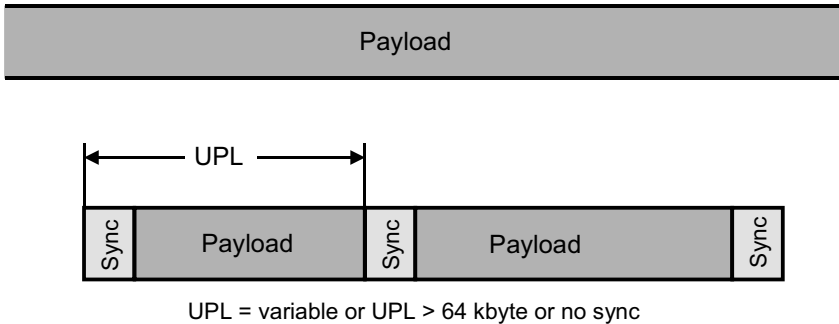 Payload
UPL
Sync Payload Sync Payload Sync
UPL = variable or UPL > 64 kbyte or no sync